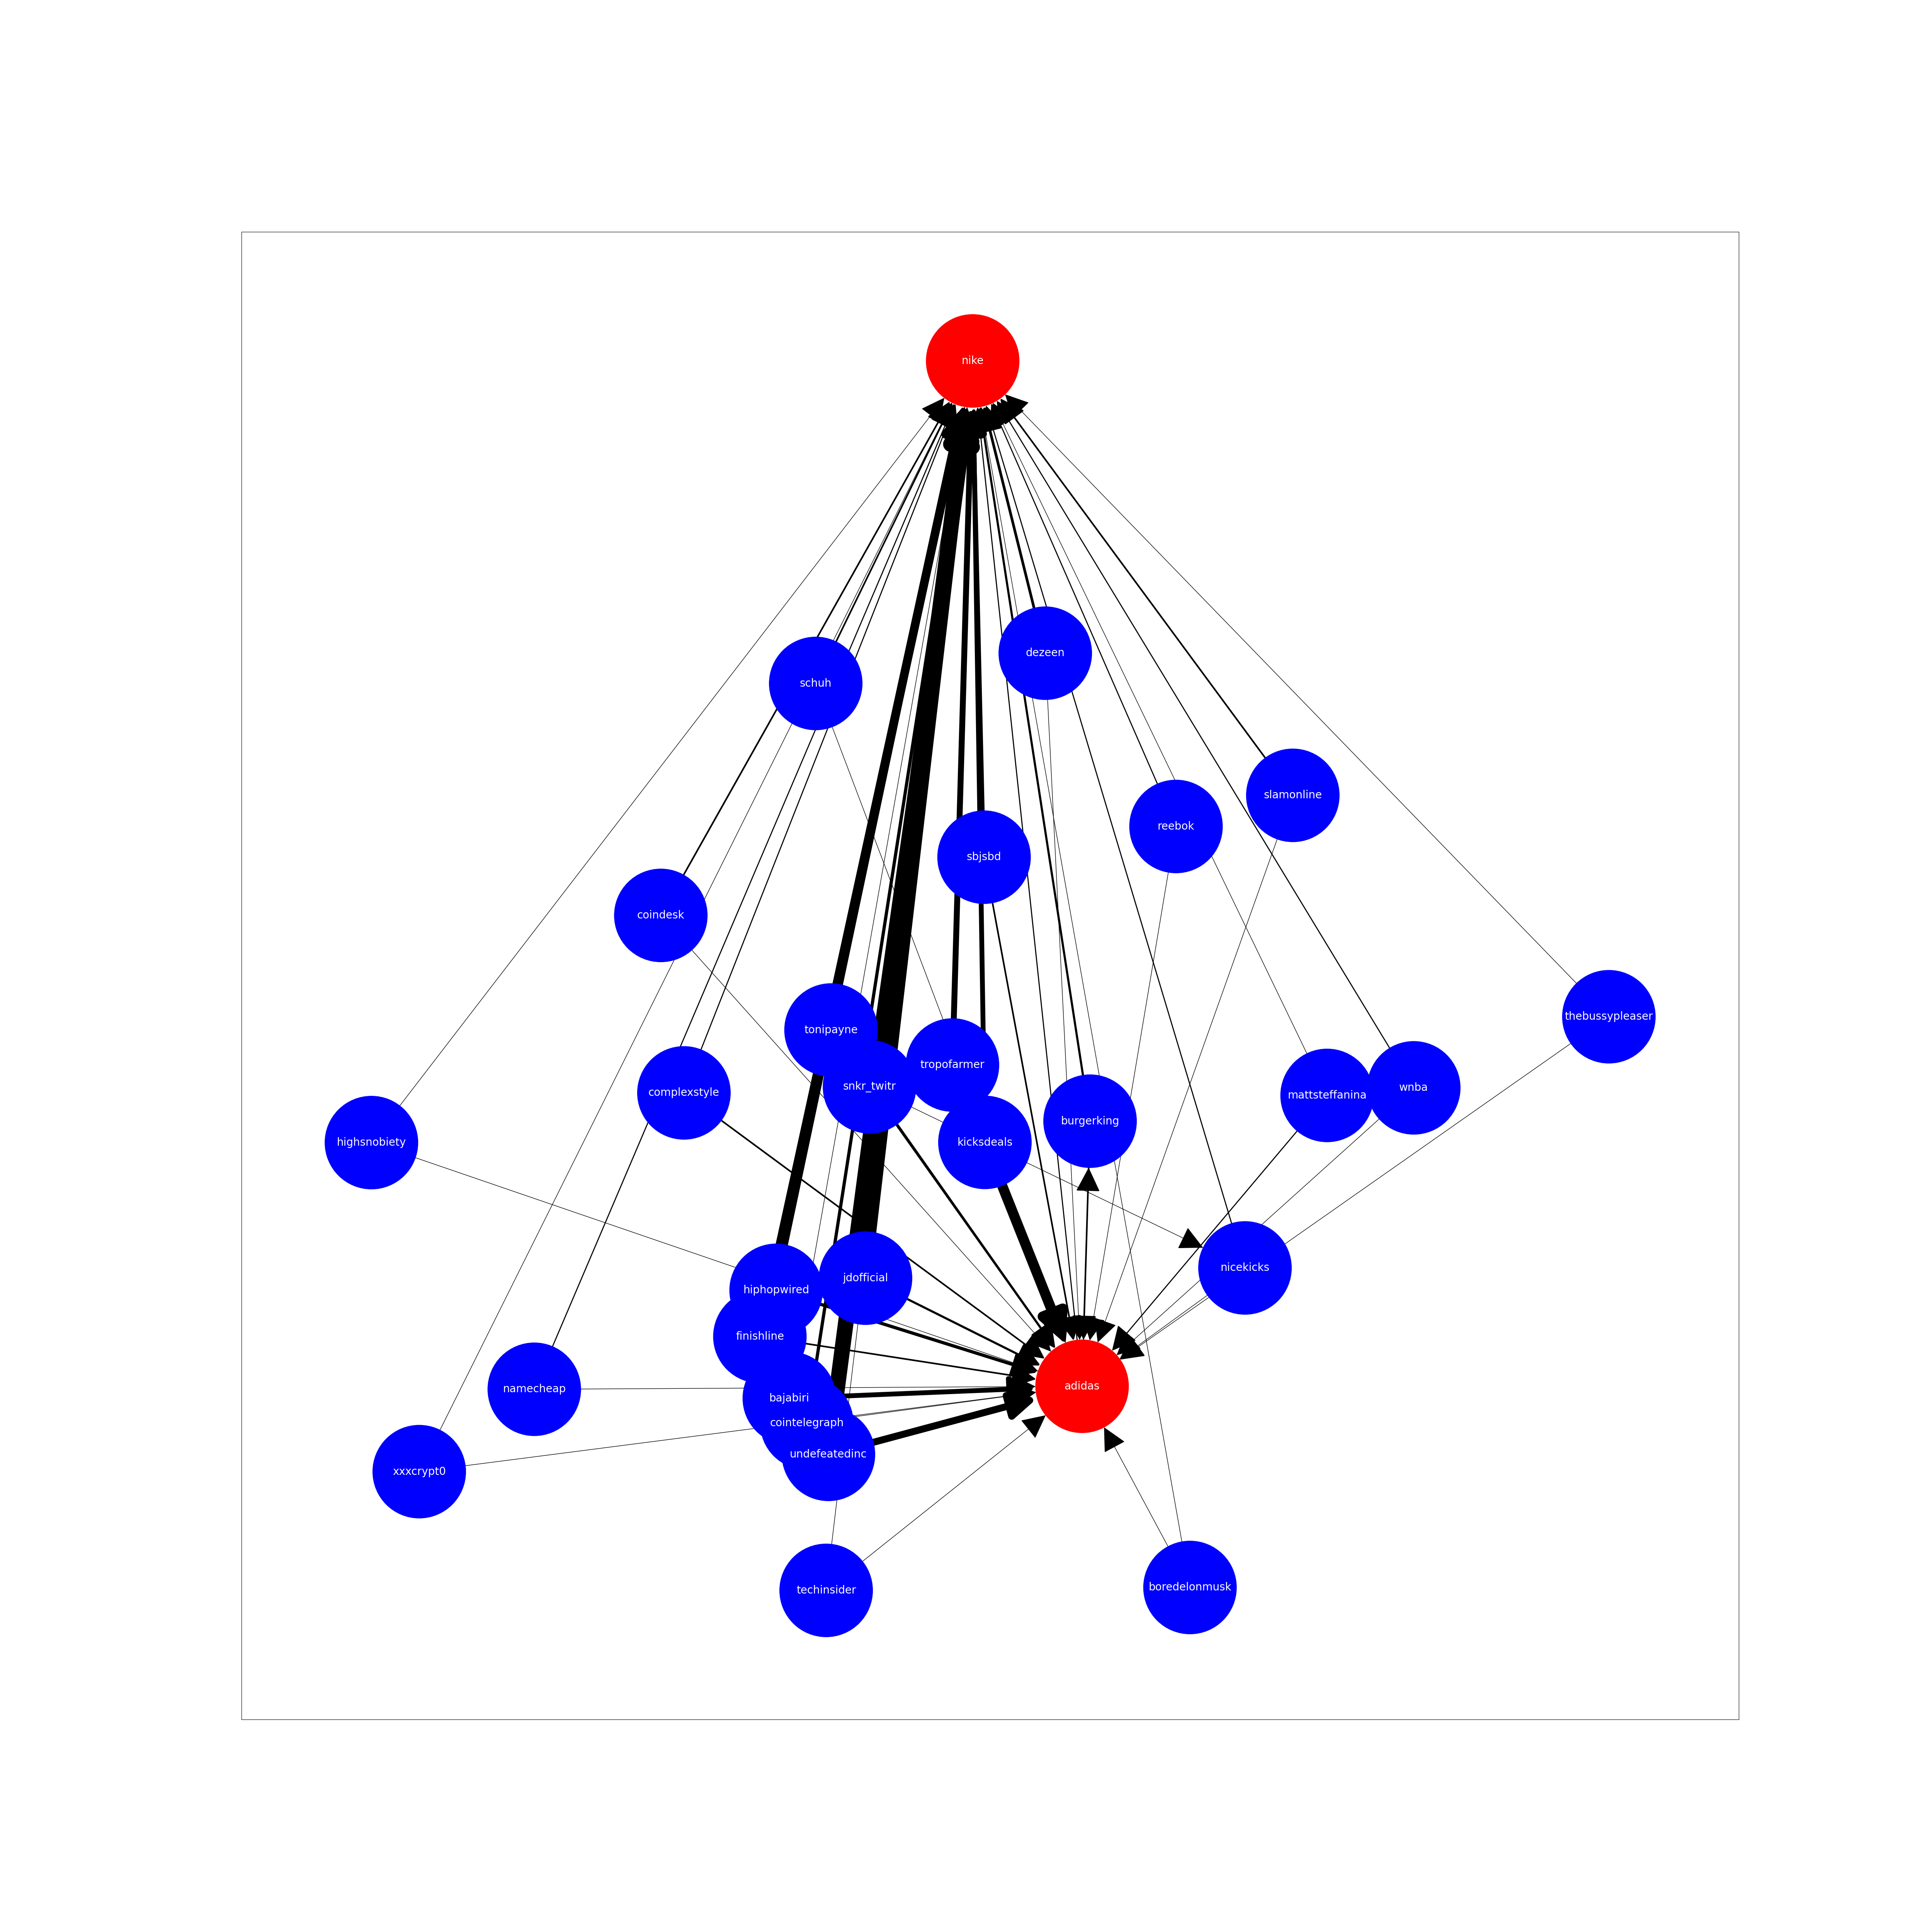 nike
dezeen
schuh
slamonline
reebok
sbjsbd
coindesk
thebussypleaser
tonipayne
tropofarmer
snkr_twitr
wnba
complexstyle
mattsteffanina
burgerking
highsnobiety
kicksdeals
nicekicks
jdofficial
hiphopwired
finishline
adidas
namecheap
bajabiri
cointelegraph
undefeatedinc
xxxcrypt0
boredelonmusk
techinsider